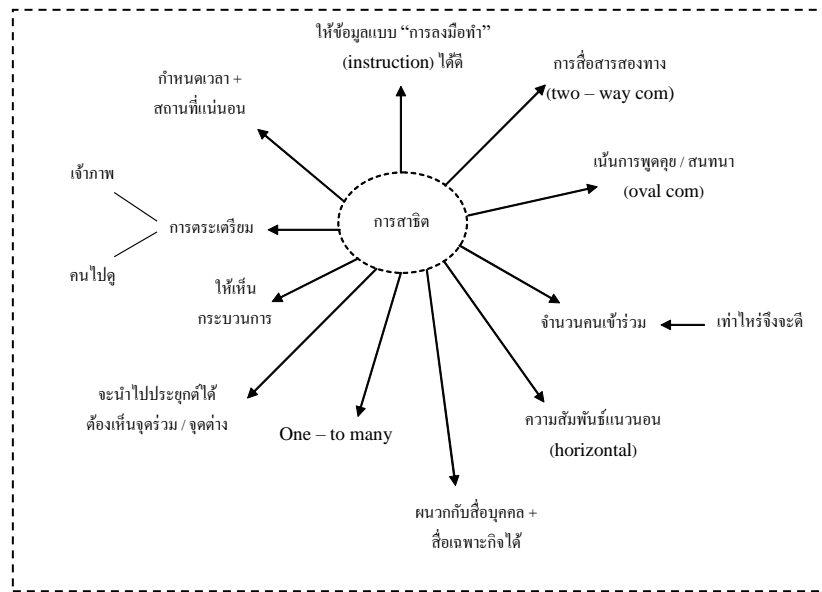 ให้ข้อมูลแบบ “การลงมือทำ”
(instruction) ได้ดี
การสื่อสารสองทาง
(two – way com)
กำหนดเวลา +
สถานที่แน่นอน
เน้นการพูดคุย / สนทนา
(oval com)
เจ้าภาพ
การตระเตรียม
คนไปดู
การสาธิต
ให้เห็น
กระบวนการ
จำนวนคนเข้าร่วม
เท่าไหร่จึงจะดี
จะนำไปประยุกต์ได้
ต้องเห็นจุดร่วม / จุดต่าง
One – to many
ความสัมพันธ์แนวนอน
(horizontal)
ผนวกกับสื่อบุคคล +
สื่อเฉพาะกิจได้